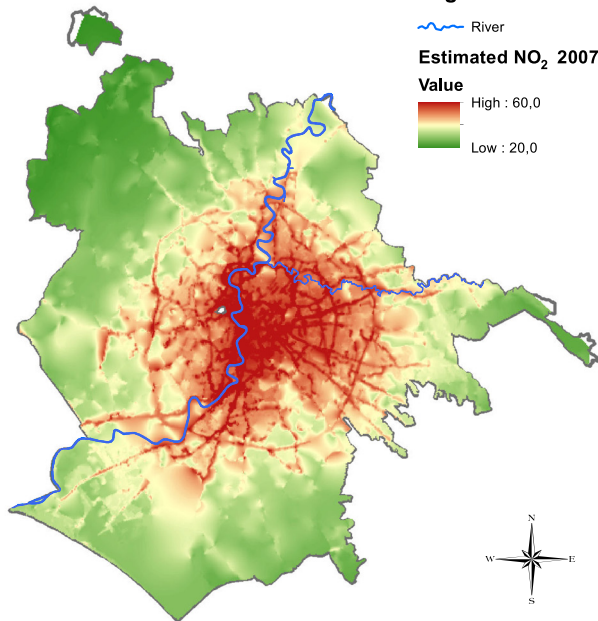 River
Estimated NO₂ 2007
Value
High : 60,0
Low : 20,0
N
W E
S